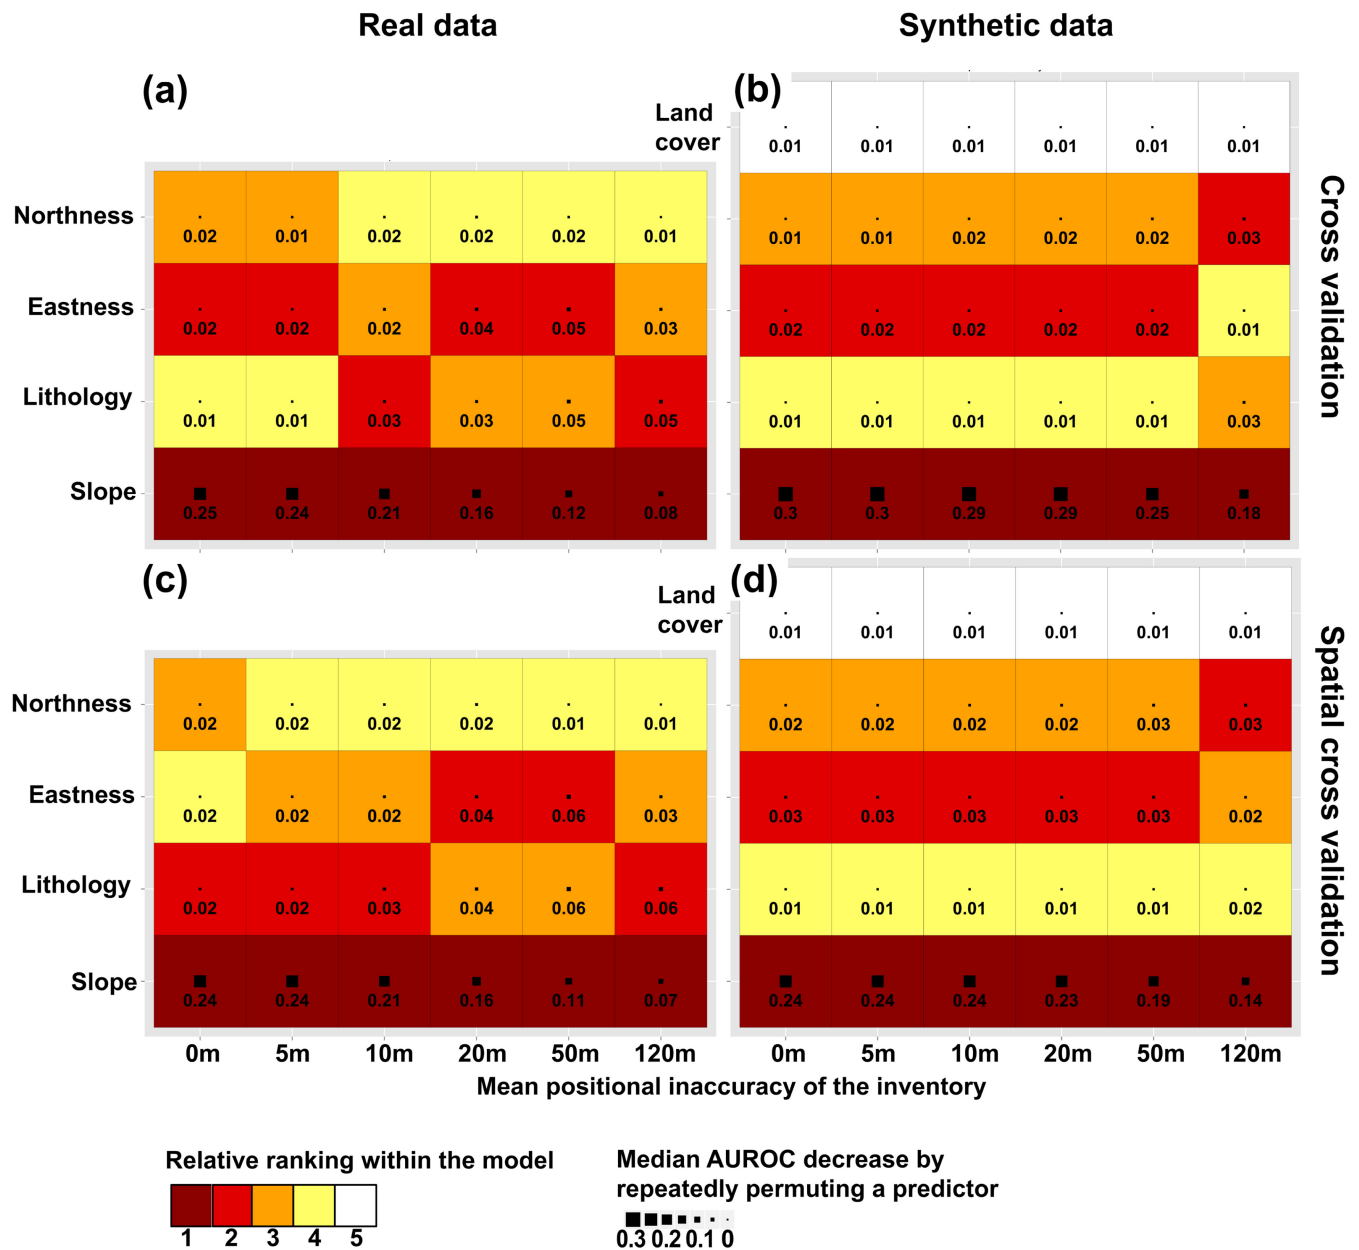 Real data
Synthetic data
(a)
(b)
Land
cover
0.01 0.01 0.01 0.01 0.01 0.01
Northness
0.02 0.01 0.02 0.02 0.02 0.01
0.01 0.01 0.02 0.02 0.02 0.03
Eastness
0.02 0.02 0.02 0.04 0.05 0.03
0.02 0.02 0.02 0.02 0.02 0.01
Lithology
0.01 0.01 0.03 0.03 0.05 0.05
0.01 0.01 0.01 0.01 0.01 0.03
Slope
0.25 0.24 0.21 0.16 0.12 0.08
0.3 0.3 0.29 0.29 0.25 0.18
Cross validation
(c)
(d)
Land
cover
0.01 0.01 0.01 0.01 0.01 0.01
Northness
0.02 0.02 0.02 0.02 0.01 0.01
0.02 0.02 0.02 0.02 0.03 0.03
Eastness
0.02 0.02 0.02 0.04 0.06 0.03
0.03 0.03 0.03 0.03 0.03 0.02
Lithology
0.02 0.02 0.03 0.04 0.06 0.06
0.01 0.01 0.01 0.01 0.01 0.02
Slope
0.24 0.24 0.21 0.16 0.11 0.07
0.24 0.24 0.24 0.23 0.19 0.14
Spatial cross validation
0m 5m 10m 20m 50m 120m
0m 5m 10m 20m 50m 120m
Mean positional inaccuracy of the inventory
Relative ranking within the model
1 2 3 4 5
Median AUROC decrease by
repeatedly permuting a predictor
0.3 0.2 0.1 0